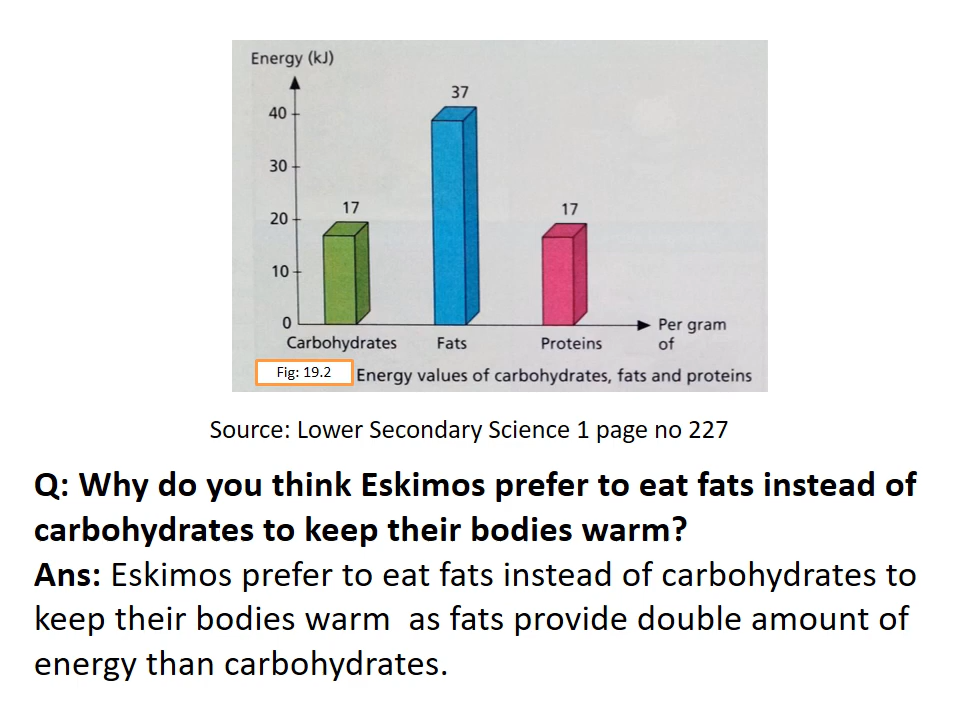 Energy (kJ)
37
40
30
17
17
20
10
0
Per gram
of
Carbohydrates
Fats
Proteins
Fig: 19.2
Energy values of carbohydrates, fats and proteins
Source: Lower Secondary Science 1 page no 227
Q: Why do you think Eskimos prefer to eat fats instead of
carbohydrates to keep their bodies warm?
Ans: Eskimos prefer to eat fats instead of carbohydrates to
keep their bodies warm  as fats provide double amount of
energy than carbohydrates.